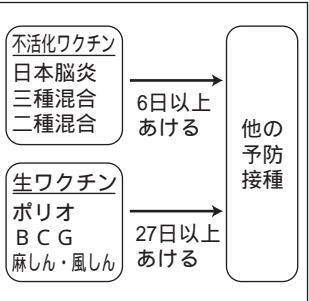 不活化ワクチン
日本脳炎
三種混合
二種混合
6日以上
あける
生ワクチン
ポリオ
ＢＣＧ
麻しん・風しん
27日以上
あける
他の
予防
接種